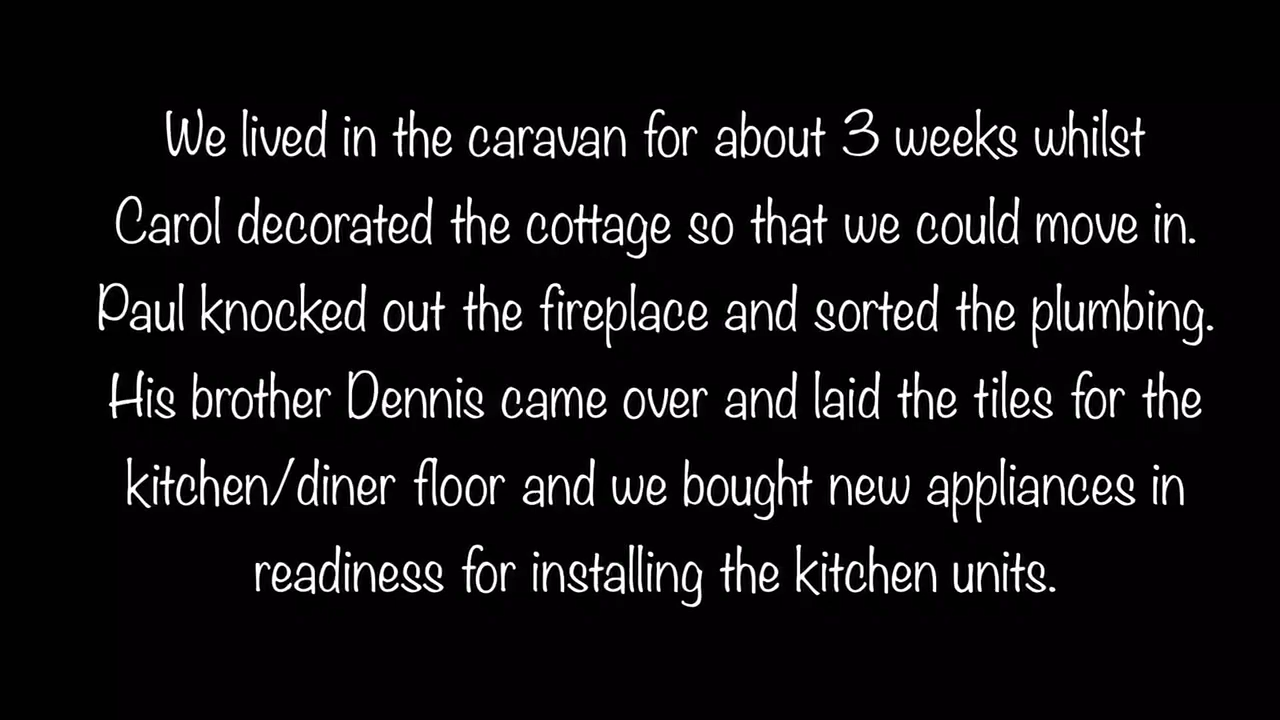 We lived in the caravan for about 3 weeks whilst
Carol decorated the cottage so that we could move in.
Paul knocked out the fireplace and sorted the plumbing.
His brother Dennis came over and laid the tiles for the
kitchen/diner floor and we bought new appliances in
readiness for installing the kitchen units.